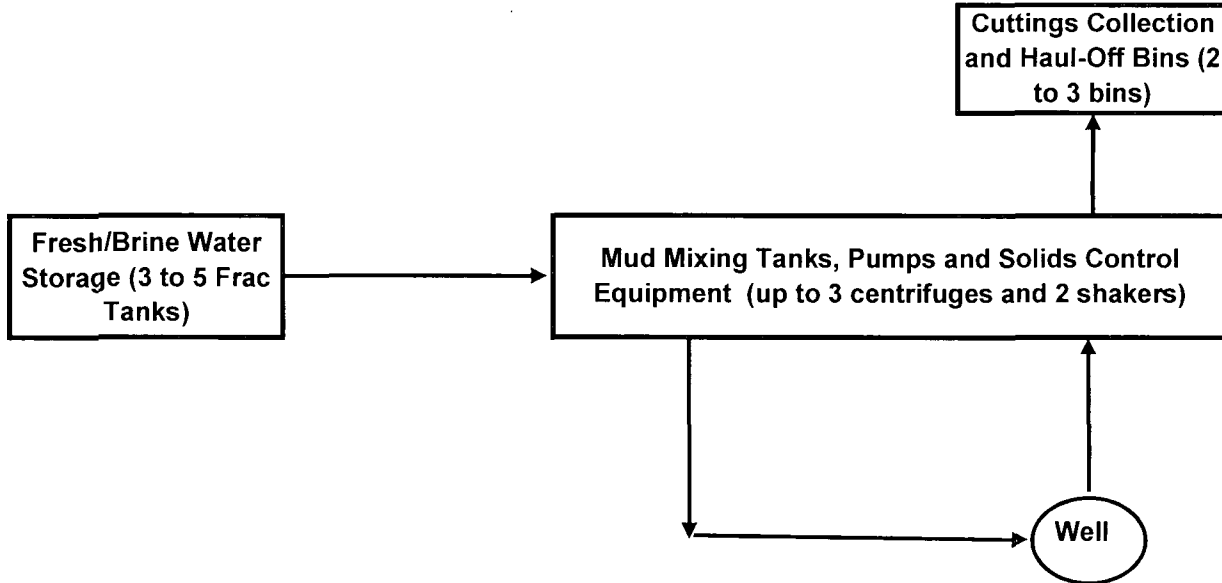 Cuttings Collection
and Haul-Off Bins (2
to 3 bins)
Fresh/Brine Water
Storage (3 to 5 Frac
Tanks)
Mud Mixing Tanks, Pumps and Solids Control
Equipment (up to 3 centrifuges and 2 shakers)
Well